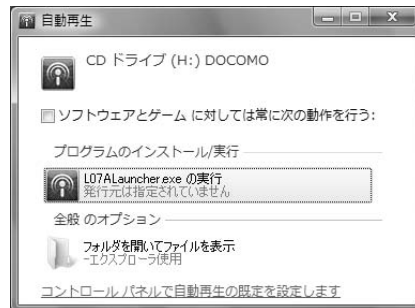 自動再生
CD ドライブ (H:) DOCOMO
ソフトウェアとゲーム に対しては常に次の動作を行う:
プログラムのインストール/実行
L07ALauncher.exe の実行
発行元は指定されていません
全般 のオプション
フォルダを開いてファイルを表示
-エクスプローラ使用
コントロール パネルで自動再生の既定を設定します